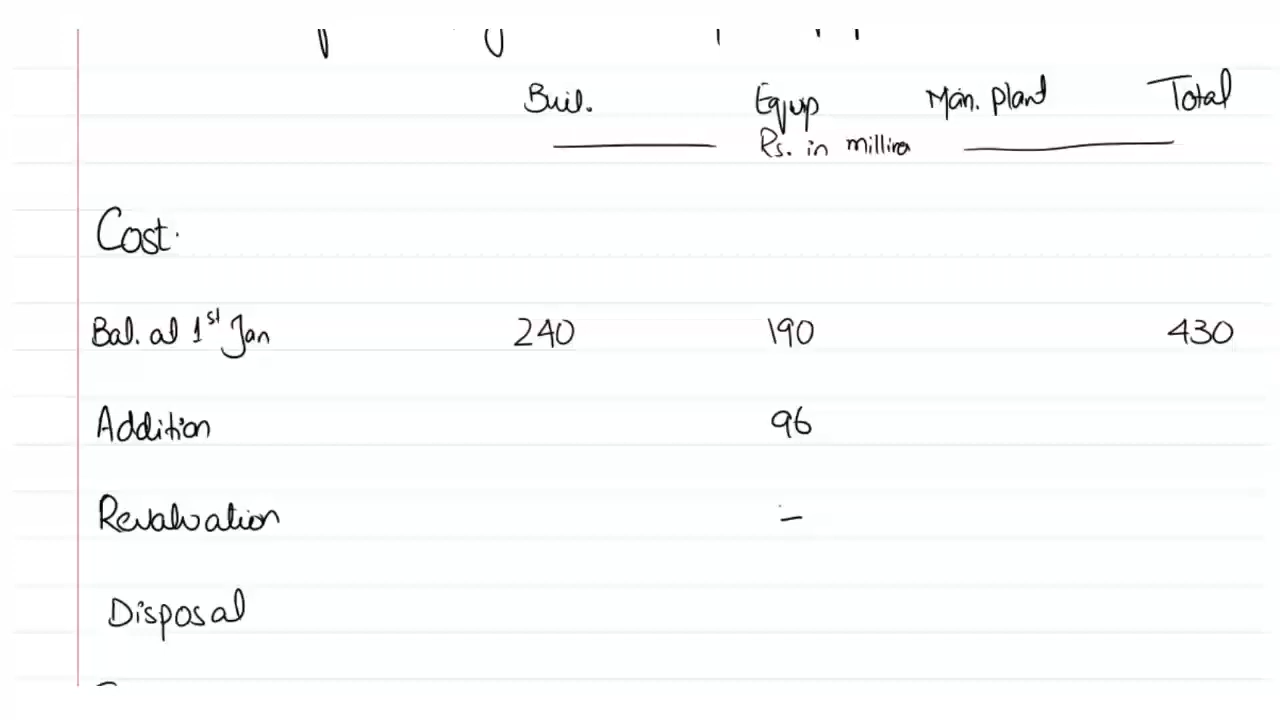 Buil. Equip Man. plant Total
Rs. in million
Cost.
Bal. at 1st Jan 240 190 430
Addition 96
Revaluation –
Disposal